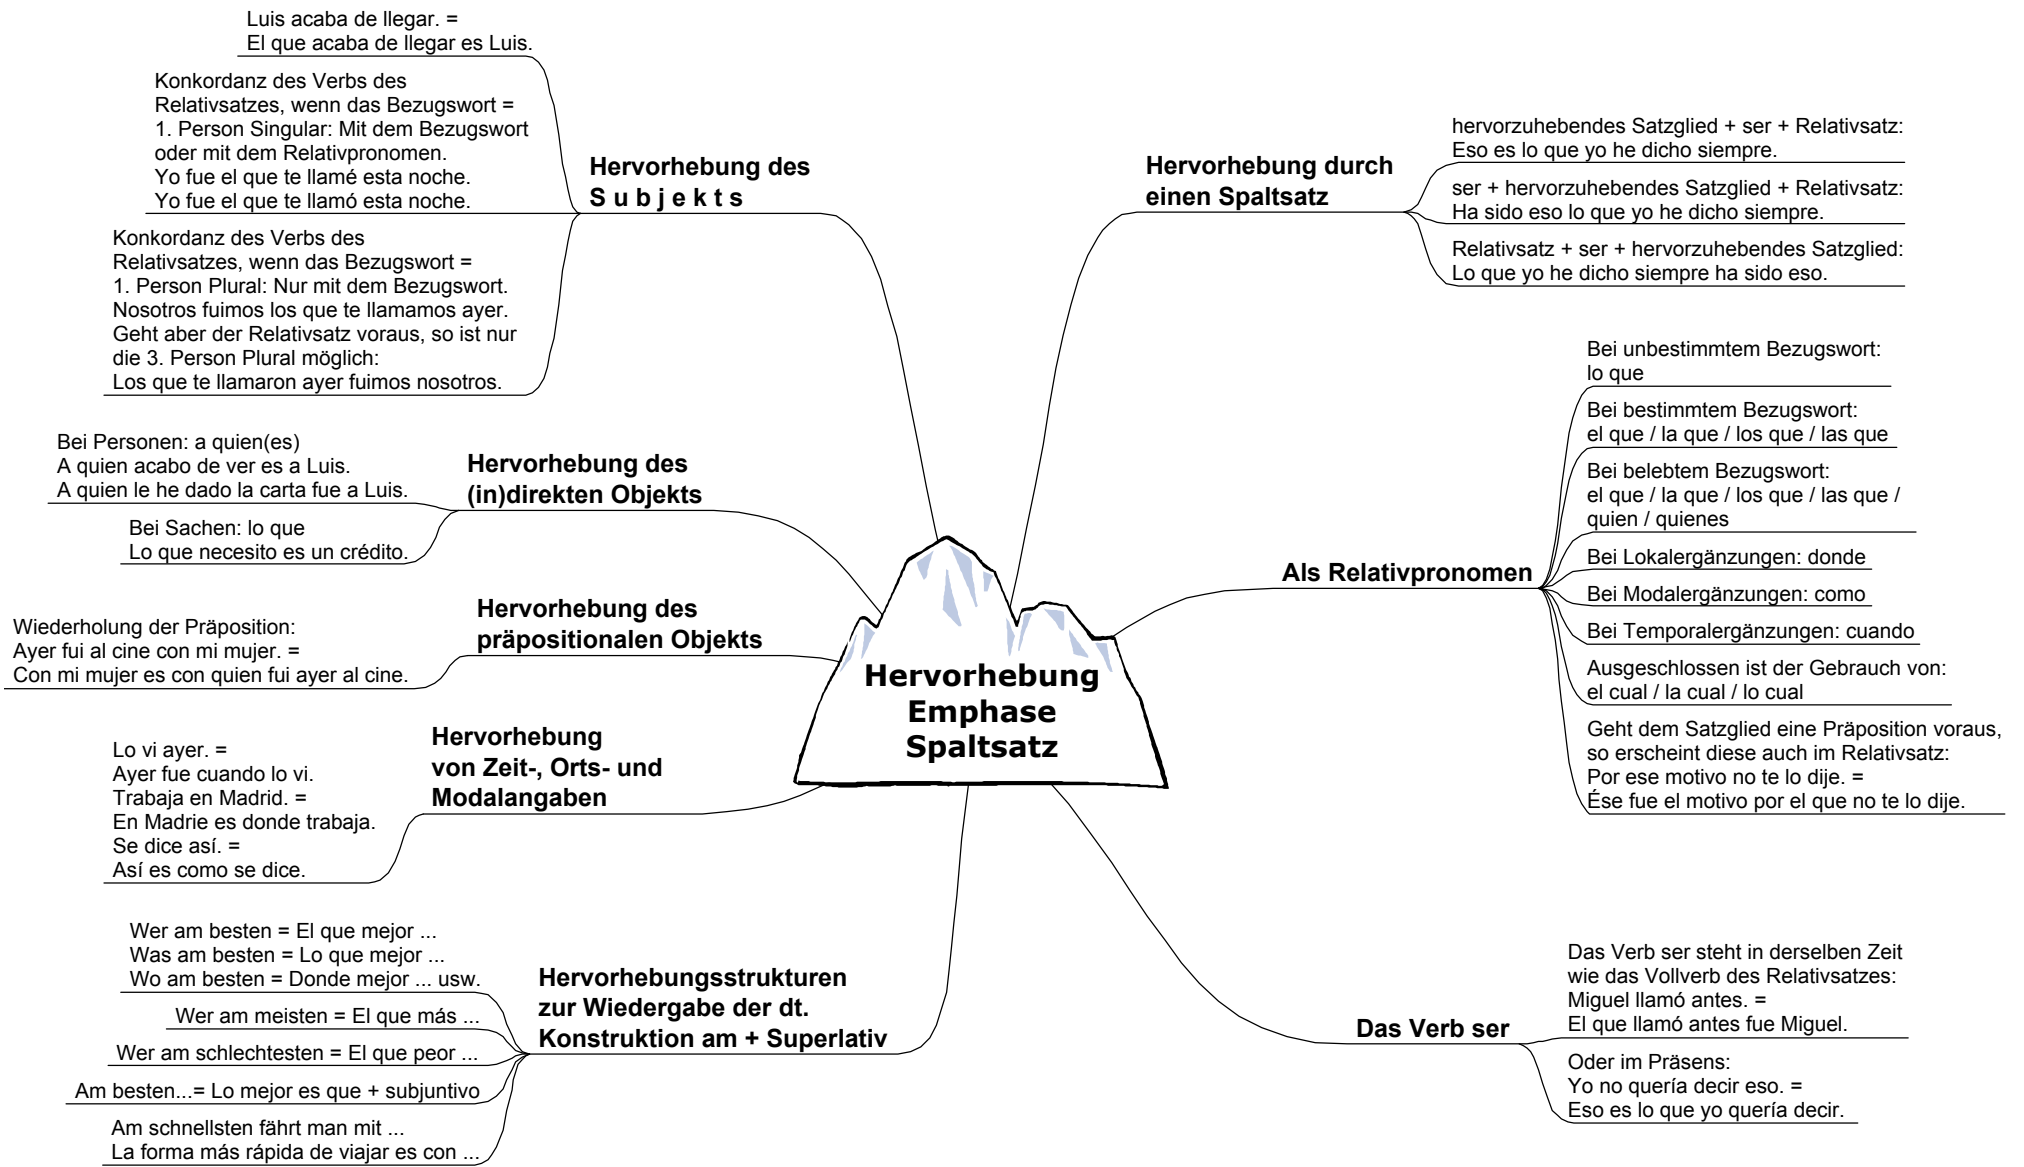 Luis acaba de llegar. =
El que acaba de llegar es Luis.
Konkordanz des Verbs des
Relativsatzes, wenn das Bezugswort =
1. Person Singular: Mit dem Bezugswort
oder mit dem Relativpronomen.
Yo fue el que te llamé esta noche.
Yo fue el que te llamó esta noche.
Konkordanz des Verbs des
Relativsatzes, wenn das Bezugswort =
1. Person Plural: Nur mit dem Bezugswort.
Nosotros fuimos los que te llamamos ayer.
Geht aber der Relativsatz voraus, so ist nur
die 3. Person Plural möglich:
Los que te llamaron ayer fuimos nosotros.
Hervorhebung des
S u b j e k t s
Bei Personen: a quien(es)
A quien acabo de ver es a Luis.
A quien le he dado la carta fue a Luis.
Bei Sachen: lo que
Lo que necesito es un crédito.
Hervorhebung des
(in)direkten Objekts
Wiederholung der Präposition:
Ayer fui al cine con mi mujer. =
Con mi mujer es con quien fui ayer al cine.
Hervorhebung des
präpositionalen Objekts
Lo vi ayer. =
Ayer fue cuando lo vi.
Trabaja en Madrid. =
En Madrie es donde trabaja.
Se dice así. =
Así es como se dice.
Hervorhebung
von Zeit-, Orts- und
Modalangaben
Wer am besten = El que mejor ...
Was am besten = Lo que mejor ...
Wo am besten = Donde mejor ... usw.
Wer am meisten = El que más ...
Wer am schlechtesten = El que peor ...
Am besten...= Lo mejor es que + subjuntivo
Am schnellsten fährt man mit ...
La forma más rápida de viajar es con ...
Hervorhebungsstrukturen
zur Wiedergabe der dt.
Konstruktion am + Superlativ
Hervorhebung
Emphase
Spaltsatz
Hervorhebung durch
einen Spaltsatz
hervorzuhebendes Satzglied + ser + Relativsatz:
Eso es lo que yo he dicho siempre.
ser + hervorzuhebendes Satzglied + Relativsatz:
Ha sido eso lo que yo he dicho siempre.
Relativsatz + ser + hervorzuhebendes Satzglied:
Lo que yo he dicho siempre ha sido eso.
Als Relativpronomen
Bei unbestimmtem Bezugswort:
lo que
Bei bestimmtem Bezugswort:
el que / la que / los que / las que
Bei belebtem Bezugswort:
el que / la que / los que / las que /
quien / quienes
Bei Lokalergänzungen: donde
Bei Modalergänzungen: como
Bei Temporalergänzungen: cuando
Ausgeschlossen ist der Gebrauch von:
el cual / la cual / lo cual
Geht dem Satzglied eine Präposition voraus,
so erscheint diese auch im Relativsatz:
Por ese motivo no te lo dije. =
Ése fue el motivo por el que no te lo dije.
Das Verb ser
Das Verb ser steht in derselben Zeit
wie das Vollverb des Relativsatzes:
Miguel llamó antes. =
El que llamó antes fue Miguel.
Oder im Präsens:
Yo no quería decir eso. =
Eso es lo que yo quería decir.